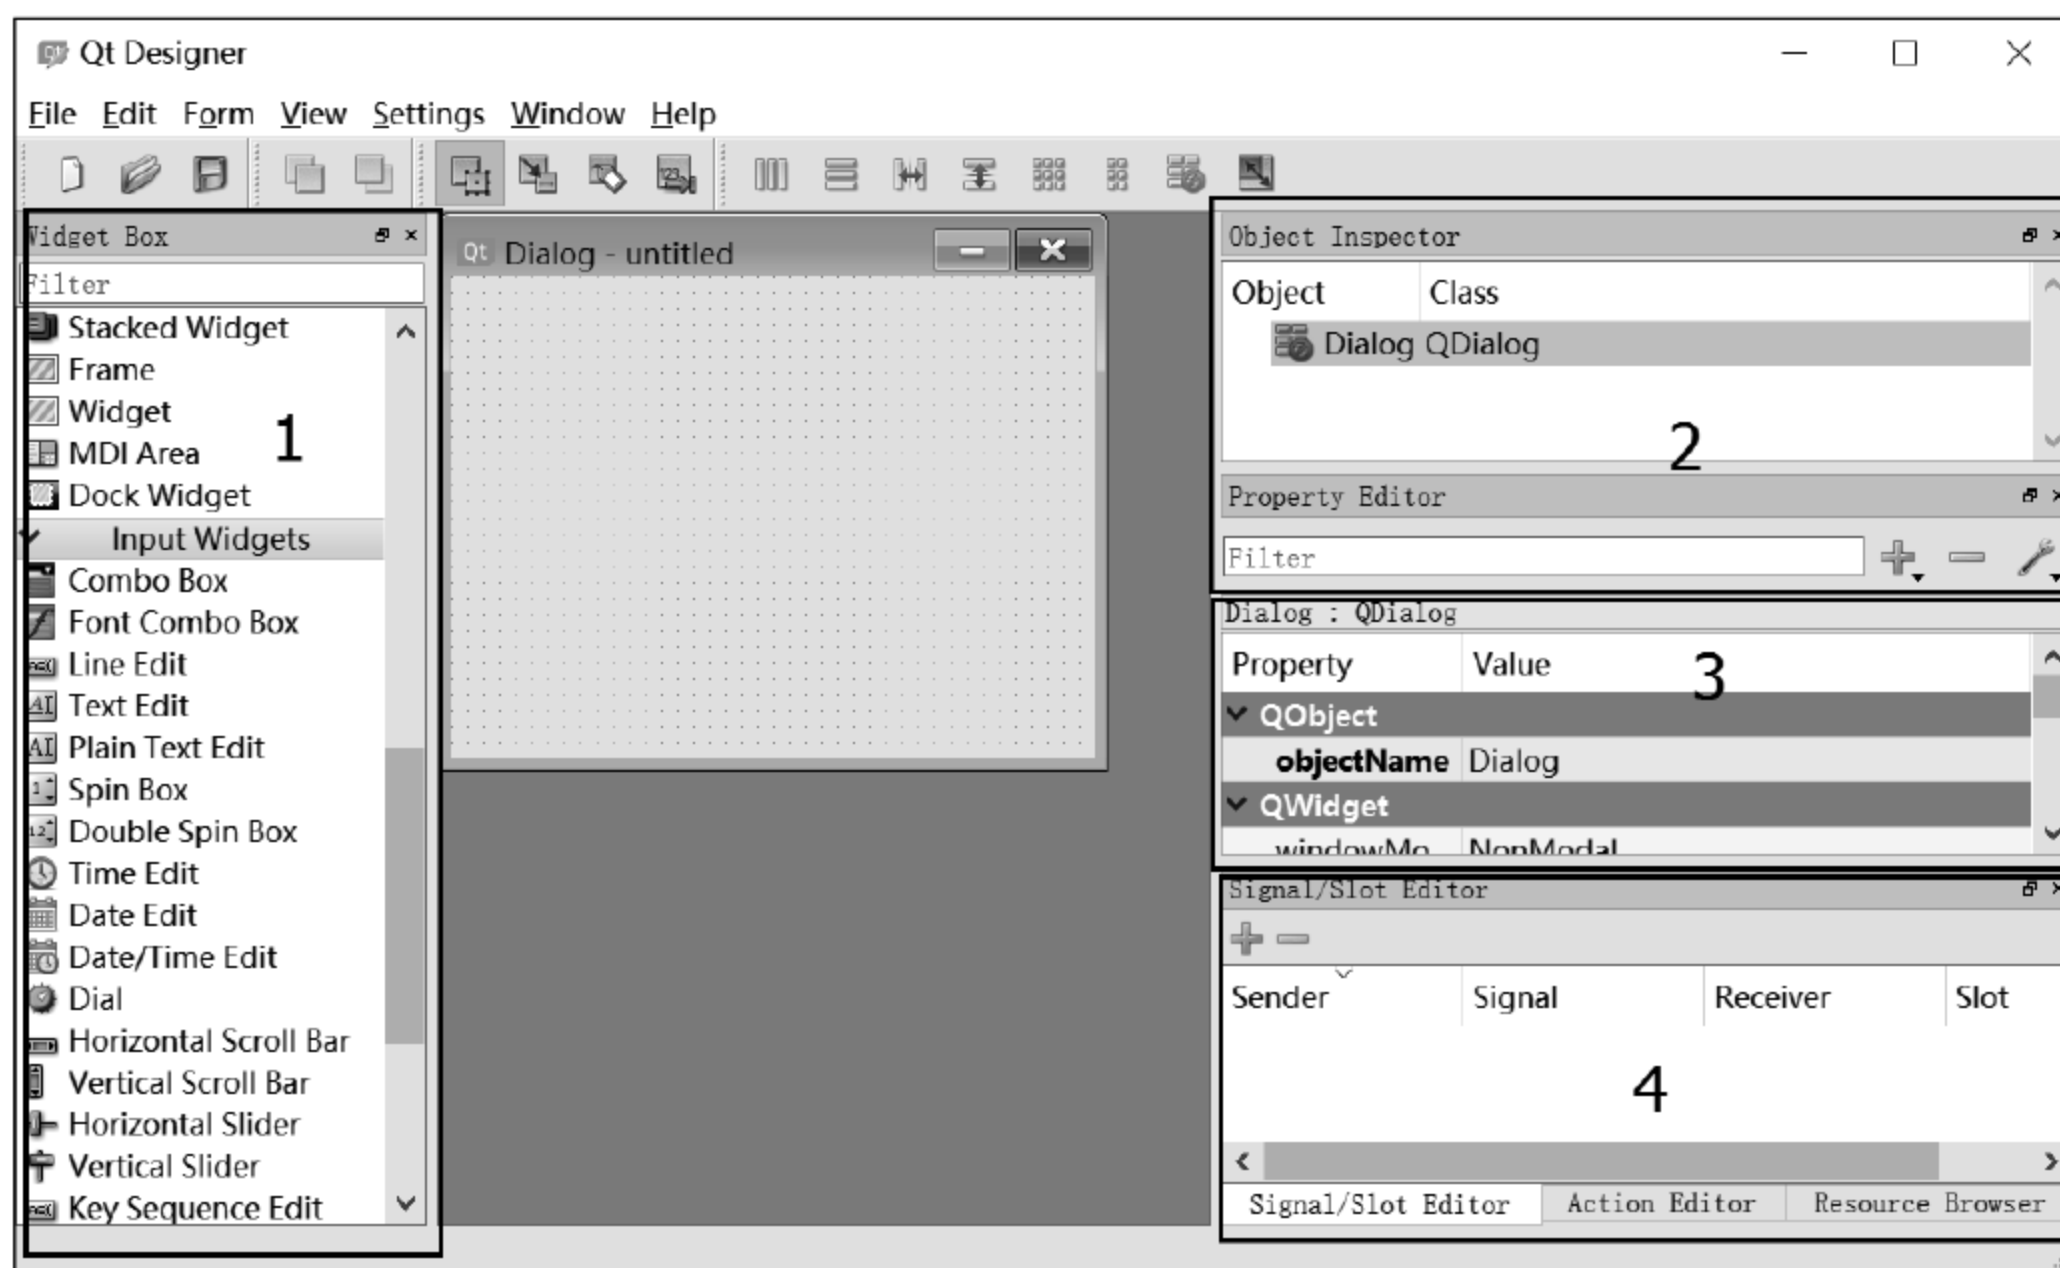 Qt Designer
File Edit Form View Settings Window Help
Widget Box
Filter
Stacked Widget
Frame
Widget
MDI Area
Dock Widget
Input Widgets
Combo Box
Font Combo Box
Line Edit
Text Edit
Plain Text Edit
Spin Box
Double Spin Box
Time Edit
Date Edit
Date/Time Edit
Dial
Horizontal Scroll Bar
Vertical Scroll Bar
Horizontal Slider
Vertical Slider
Key Sequence Edit
1
Qt Dialog - untitled
Object Inspector
Object Class
Dialog QDialog
2
Property Editor
Filter
Dialog : QDialog
Property Value
3
QObject
objectName Dialog
QWidget
windowMo NonModal
Signal/Slot Editor
Sender Signal Receiver Slot
4
Signal/Slot Editor Action Editor Resource Browser